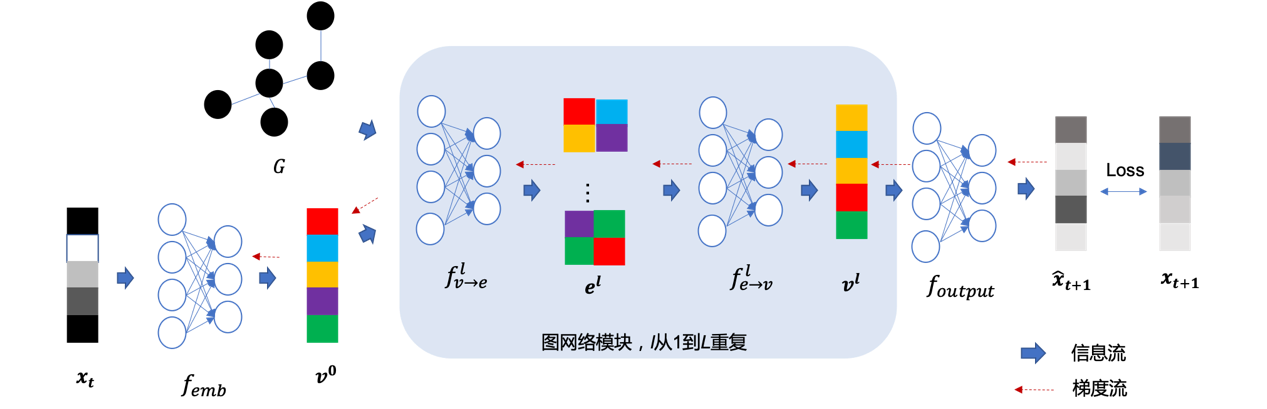 G
x_t
f_emb
v^0
f^l_{v→e}
⋮
e^l
f^l_{e→v}
v^l
f_output
x̂_{t+1}
Loss
x_{t+1}
图网络模块，l从1到L重复
信息流
梯度流